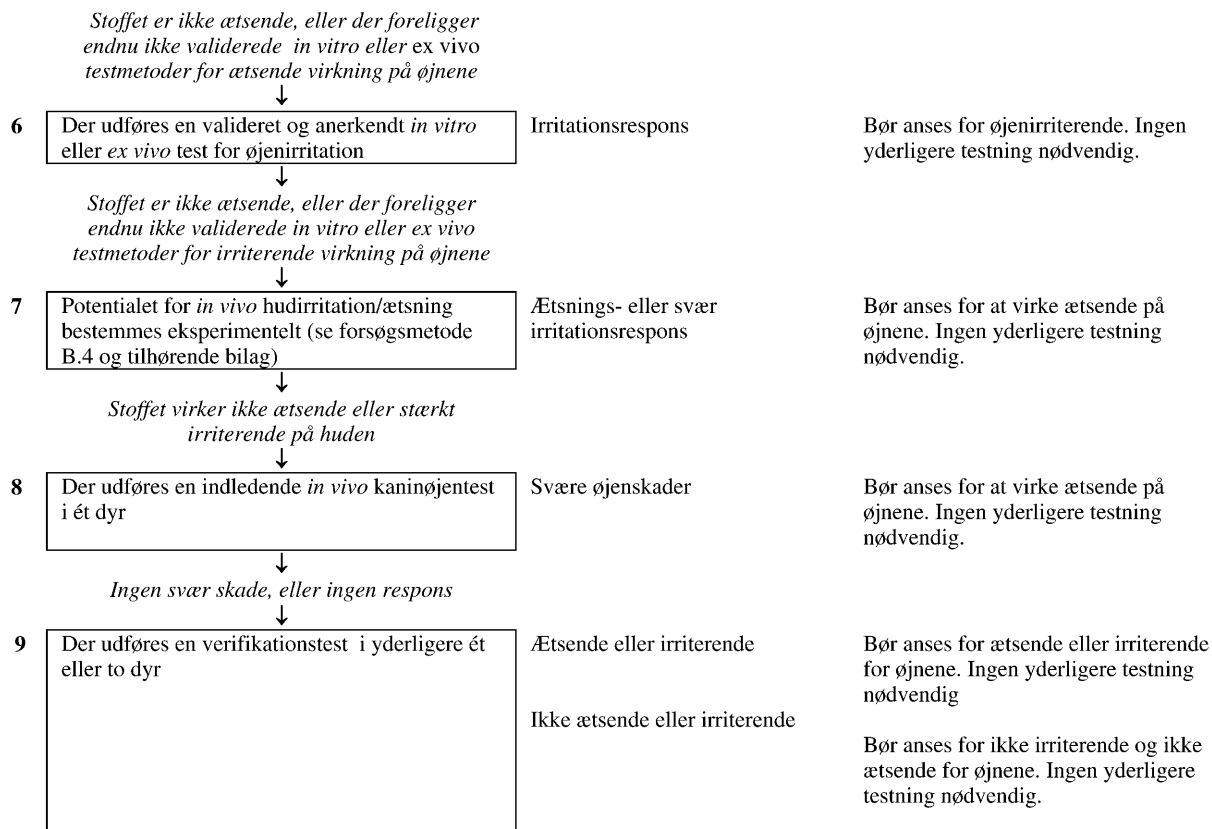 Stoffet er ikke ætsende, eller der foreligger
endnu ikke validerede in vitro eller ex vivo
testmetoder for ætsende virkning på øjnene
↓
6 Der udføres en valideret og anerkendt in vitro Irritationsrespons Bør anses for øjenirriterende. Ingen
eller ex vivo test for øjenirritation yderligere testning nødvendig.
↓
Stoffet er ikke ætsende, eller der foreligger
endnu ikke validerede in vitro eller ex vivo
testmetoder for irriterende virkning på øjnene
↓
7 Potentialet for in vivo hudirritation/ætsning Ætsnings- eller svær Bør anses for at virke ætsende på
bestemmes eksperimentelt (se forsøgsmetode irritationsrespons øjnene. Ingen yderligere testning
B.4 og tilhørende bilag) nødvendig.
↓
Stoffet virker ikke ætsende eller stærkt
irriterende på huden
↓
8 Der udføres en indledende in vivo kaninøjentest Svære øjenskader Bør anses for at virke ætsende på
i ét dyr øjnene. Ingen yderligere testning
nødvendig.
↓
Ingen svær skade, eller ingen respons
↓
9 Der udføres en verifikationstest i yderligere ét Ætsende eller irriterende Bør anses for ætsende eller irriterende
eller to dyr for øjnene. Ingen yderligere testning
nødvendig
Ikke ætsende eller irriterende
Bør anses for ikke irriterende og ikke
ætsende for øjnene. Ingen yderligere
testning nødvendig.